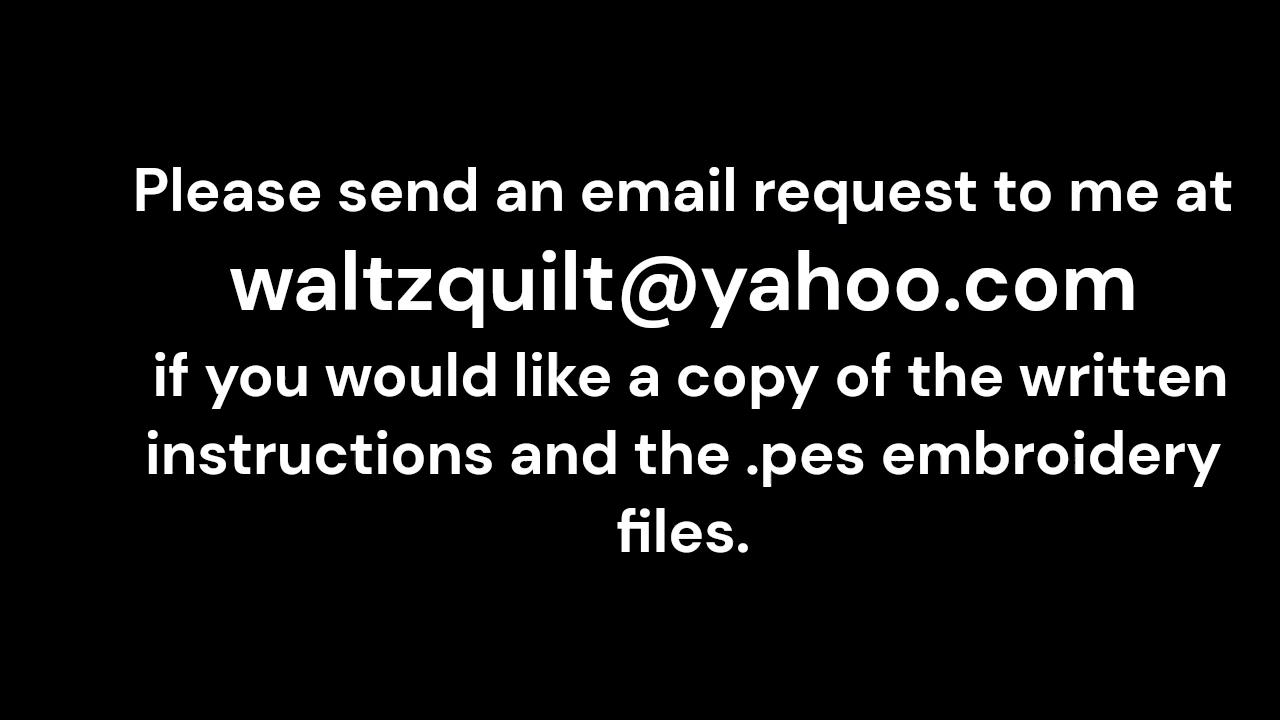 Please send an email request to me at
waltzquilt@yahoo.com
if you would like a copy of the written
instructions and the .pes embroidery
files.